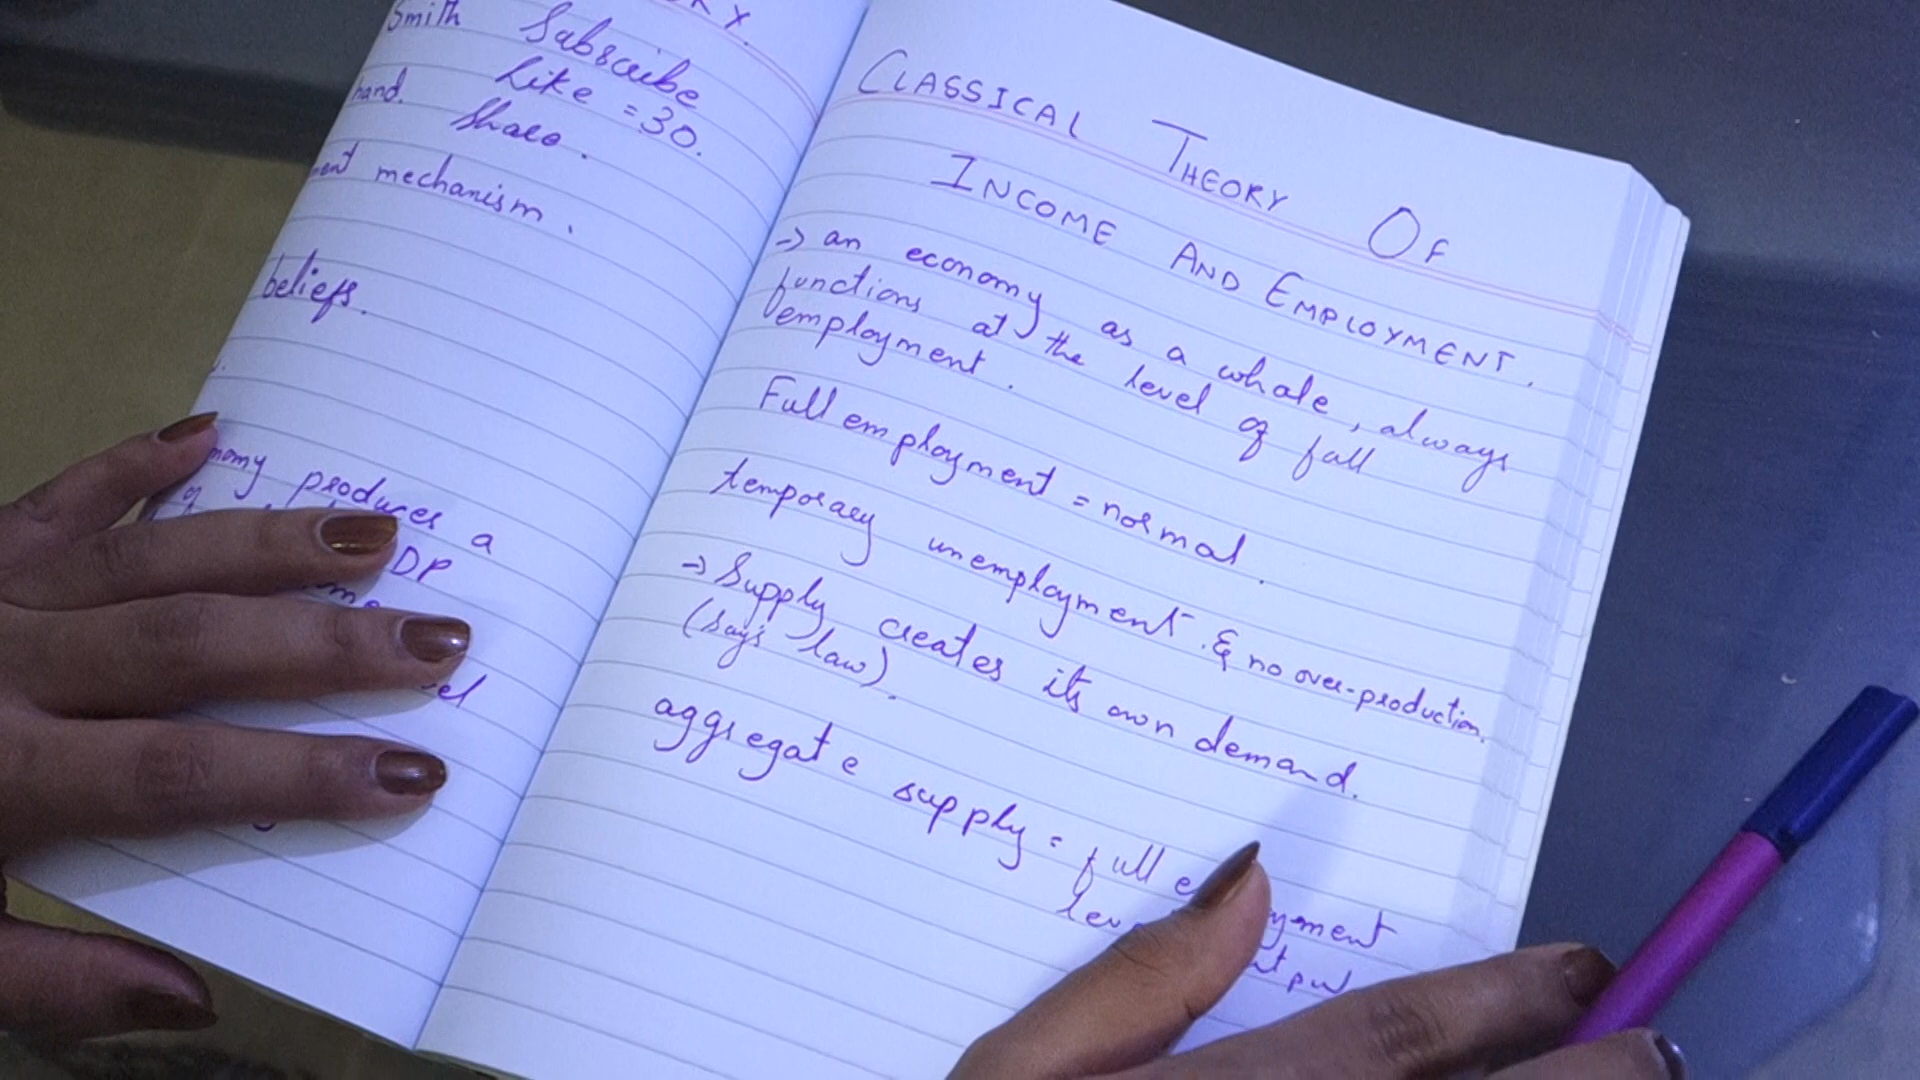 Smith
Subscribe
Like = 30.
hand.
Share.
mechanism.
beliefs.
produces a
DP
CLASSICAL THEORY OF
INCOME AND EMPLOYMENT.
→ an economy as a whole, always
functions at the level of full
employment.
Full employment = normal.
temporary unemployment. & no over-production.
→ Supply creates its own demand.
(Say's law).
aggregate supply = full